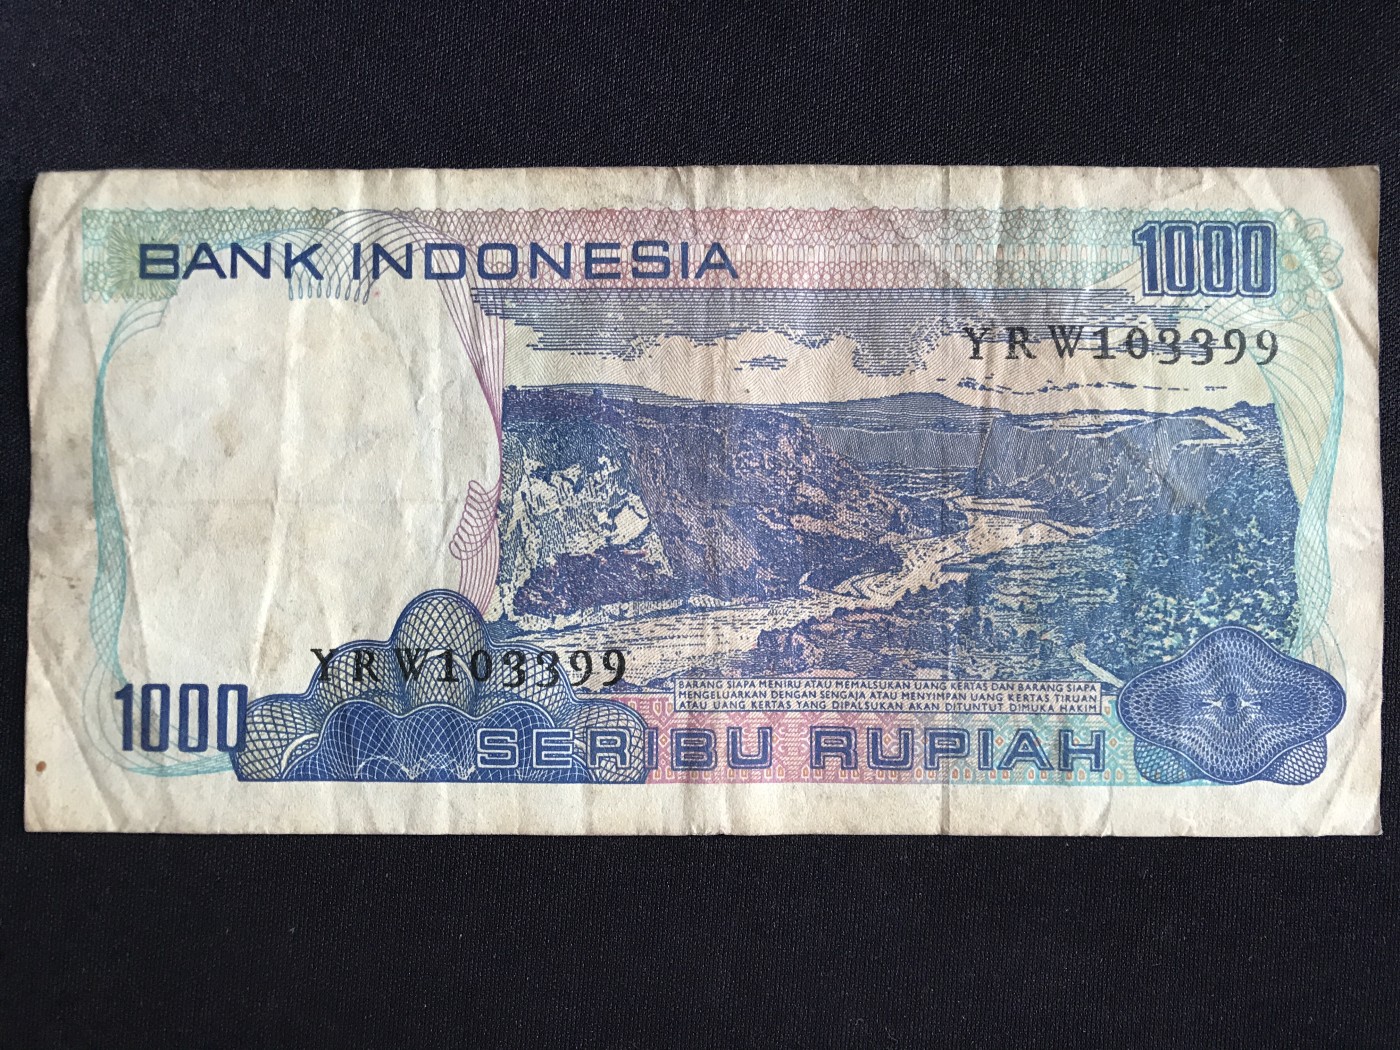 BANK INDONESIA
1000
YRW103399
YRW103399
BARANG SIAPA MENIRU ATAU MEMALSUKAN UANG KERTAS DAN BARANG SIAPA
MENGELUARKAN DENGAN SENGAJA ATAU MENYIMPAN UANG KERTAS TIRUAN
ATAU UANG KERTAS YANG DIPALSUKAN AKAN DITUNTUT DIMUKA HAKIM
1000
SERIBU RUPIAH